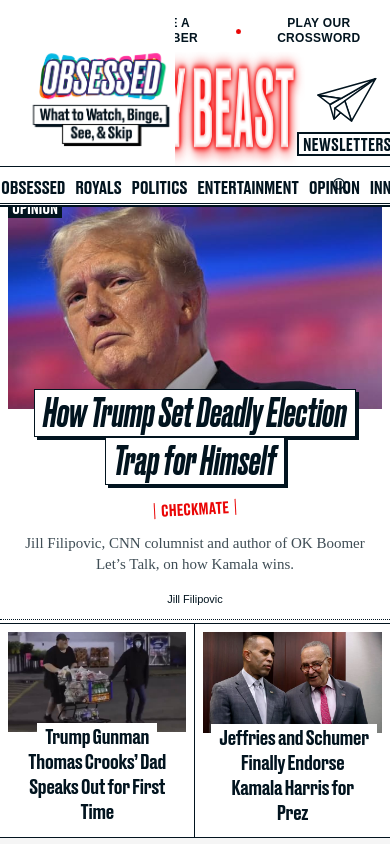 E A
BER
PLAY OUR
CROSSWORD
OBSESSED
What to Watch, Binge,
See, & Skip
Y BEAST
NEWSLETTERS
OBSESSED ROYALS POLITICS ENTERTAINMENT OPINION INN
OPINION
How Trump Set Deadly Election
Trap for Himself
CHECKMATE
Jill Filipovic, CNN columnist and author of OK Boomer
Let’s Talk, on how Kamala wins.
Jill Filipovic
Trump Gunman
Thomas Crooks’ Dad
Speaks Out for First
Time
Jeffries and Schumer
Finally Endorse
Kamala Harris for
Prez